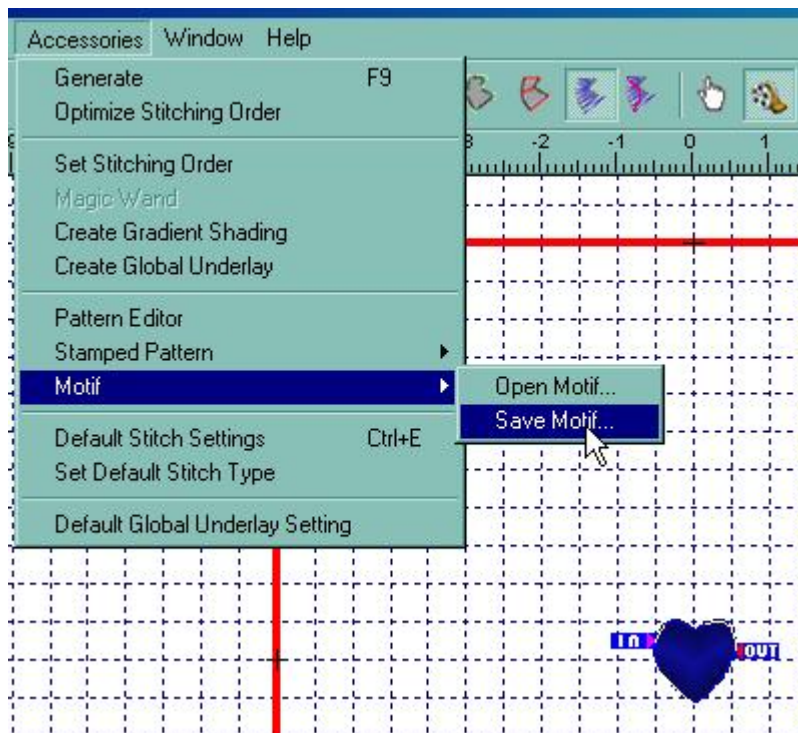 Accessories Window Help
Generate F9
Optimize Stitching Order
-2 -1 0 1
Set Stitching Order
Magic Wand
Create Gradient Shading
Create Global Underlay
Pattern Editor
Stamped Pattern
Motif
Open Motif...
Save Motif...
Default Stitch Settings Ctrl+E
Set Default Stitch Type
Default Global Underlay Setting
IN
OUT